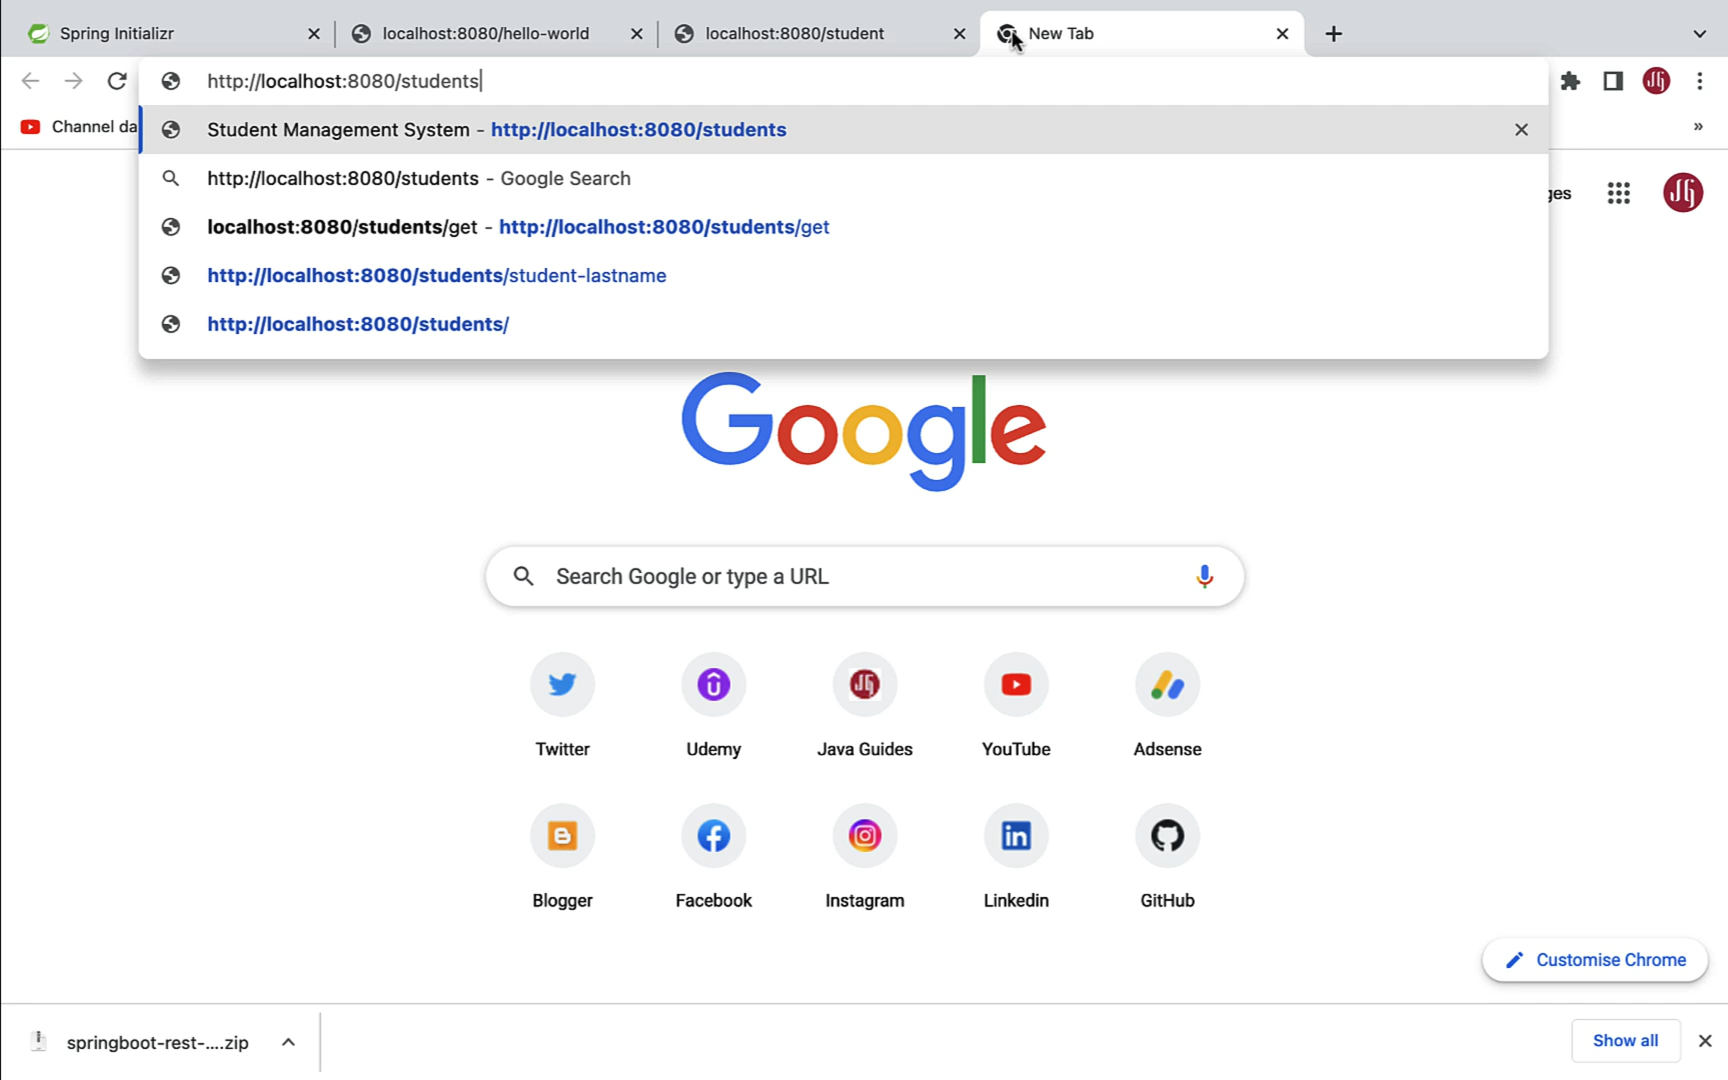 Spring Initializr
localhost:8080/hello-world
localhost:8080/student
New Tab
http://localhost:8080/students
Channel da
Student Management System - http://localhost:8080/students
http://localhost:8080/students - Google Search
localhost:8080/students/get - http://localhost:8080/students/get
http://localhost:8080/students/student-lastname
http://localhost:8080/students/
ges
Google
Search Google or type a URL
Twitter
Udemy
Java Guides
YouTube
Adsense
Blogger
Facebook
Instagram
Linkedin
GitHub
Customise Chrome
springboot-rest-....zip
Show all